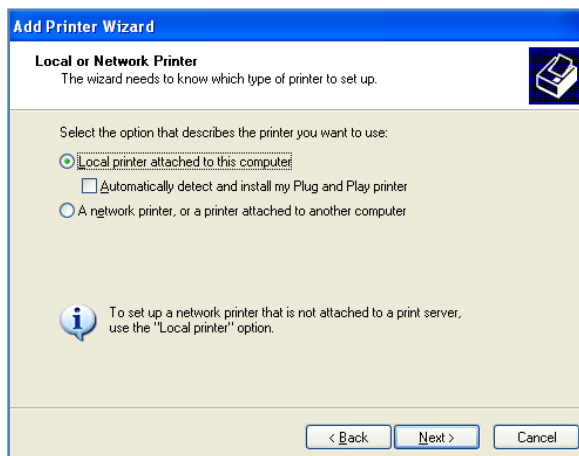 Add Printer Wizard
Local or Network Printer
The wizard needs to know which type of printer to set up.
Select the option that describes the printer you want to use:
Local printer attached to this computer
Automatically detect and install my Plug and Play printer
A network printer, or a printer attached to another computer
To set up a network printer that is not attached to a print server,
use the "Local printer" option.
< Back Next > Cancel